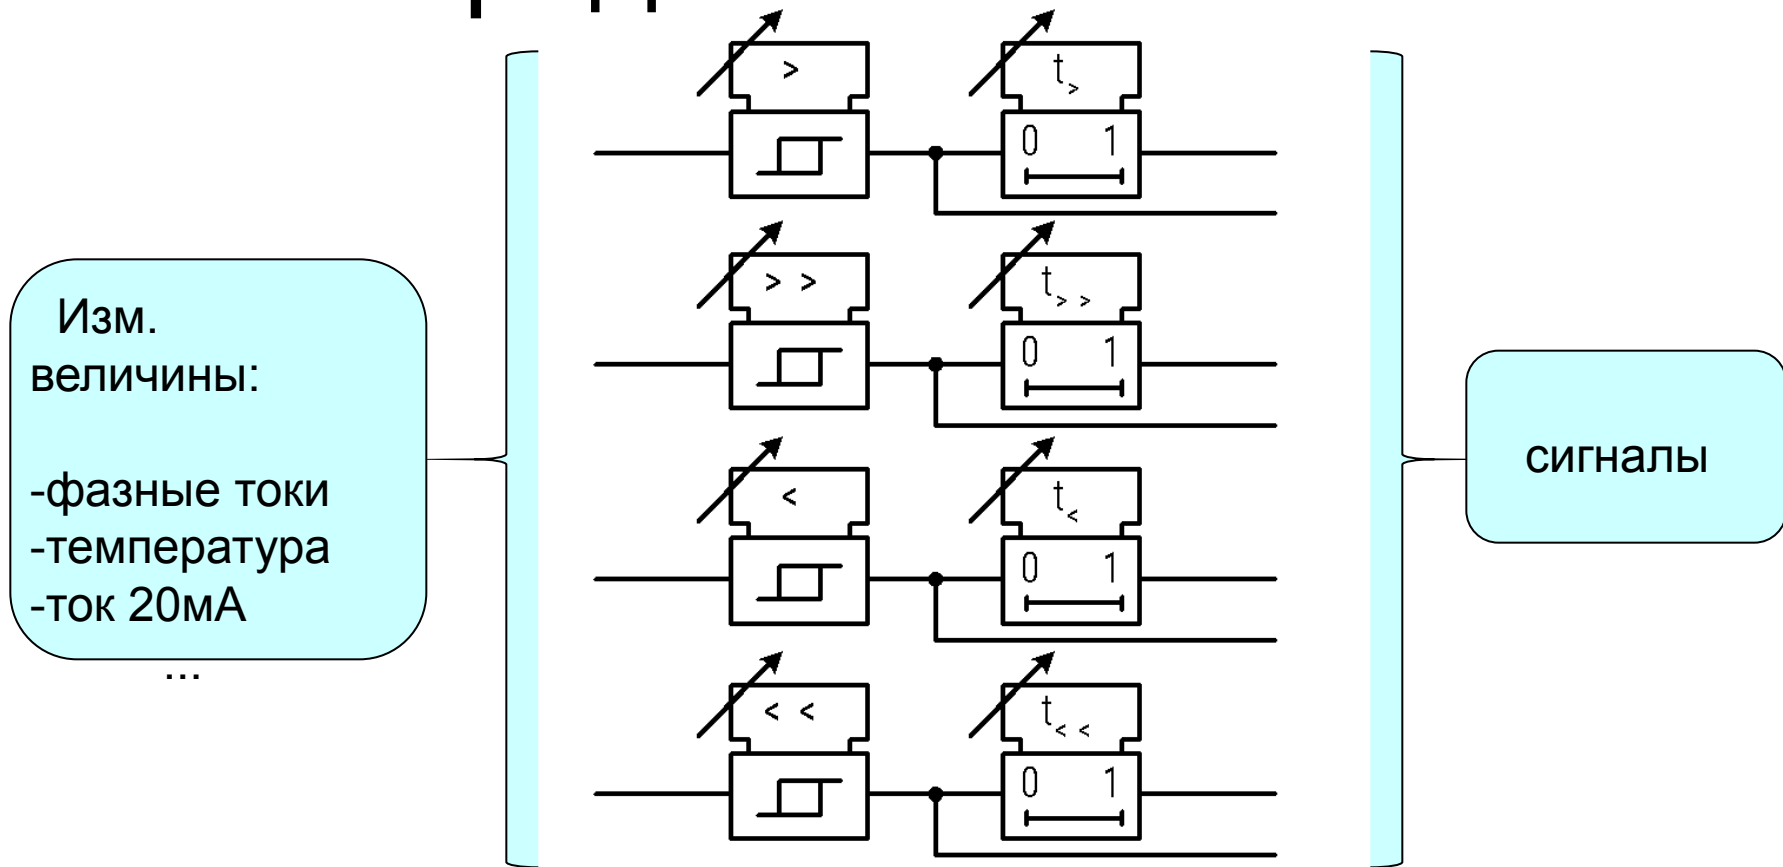 >
t>
0 1
> >
t> >
0 1
Изм.
величины:
-фазные токи
-температура
-ток 20мА
...
<
t<
0 1
сигналы
< <
t< <
0 1